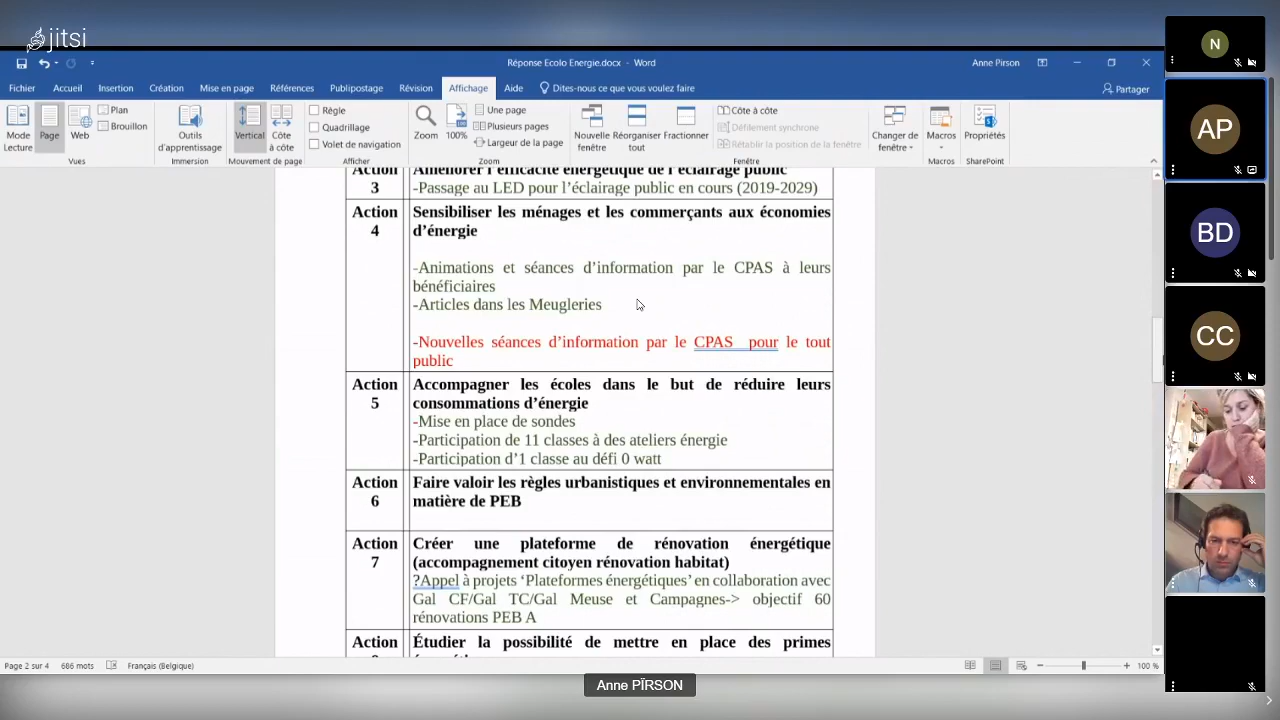 jitsi
Réponse Ecolo Energie.docx - Word
Anne Pirson
N
Fichier Accueil Insertion Création Mise en page Références Publipostage Révision Affichage Aide Dites-nous ce que vous voulez faire
Partager
Mode Lecture
Page
Web
Plan
Brouillon
Vues
Outils d'apprentissage
Immersion
Vertical
Côte à côte
Mouvement de page
Règle
Quadrillage
Volet de navigation
Afficher
Zoom
100%
Une page
Plusieurs pages
Largeur de la page
Zoom
Nouvelle fenêtre
Réorganiser tout
Fractionner
Côte à côte
Défilement synchrone
Rétablir la position de la fenêtre
Fenêtre
Changer de fenêtre
Macros
Macros
Propriétés
SharePoint
AP
Action 3
Améliorer l'efficacité énergétique de l'éclairage public
-Passage au LED pour l'éclairage public en cours (2019-2029)
Action 4
Sensibiliser les ménages et les commerçants aux économies
d'énergie
-Animations et séances d'information par le CPAS à leurs
bénéficiaires
-Articles dans les Meugleries
-Nouvelles séances d'information par le CPAS pour le tout
public
BD
CC
Action 5
Accompagner les écoles dans le but de réduire leurs
consommations d'énergie
-Mise en place de sondes
-Participation de 11 classes à des ateliers énergie
-Participation d'1 classe au défi 0 watt
Action 6
Faire valoir les règles urbanistiques et environnementales en
matière de PEB
Action 7
Créer une plateforme de rénovation énergétique
(accompagnement citoyen rénovation habitat)
?Appel à projets 'Plateformes énergétiques' en collaboration avec
Gal CF/Gal TC/Gal Meuse et Campagnes-> objectif 60
rénovations PEB A
Action
Étudier la possibilité de mettre en place des primes
Page 2 sur 4 686 mots Français (Belgique)
100 %
Anne PÏRSON